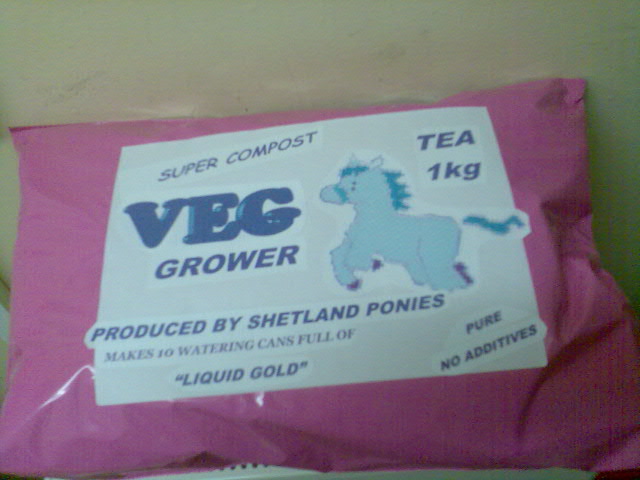 SUPER COMPOST
TEA
1kg
VEG
GROWER
PRODUCED BY SHETLAND PONIES
MAKES 10 WATERING CANS FULL OF
"LIQUID GOLD"
PURE
NO ADDITIVES